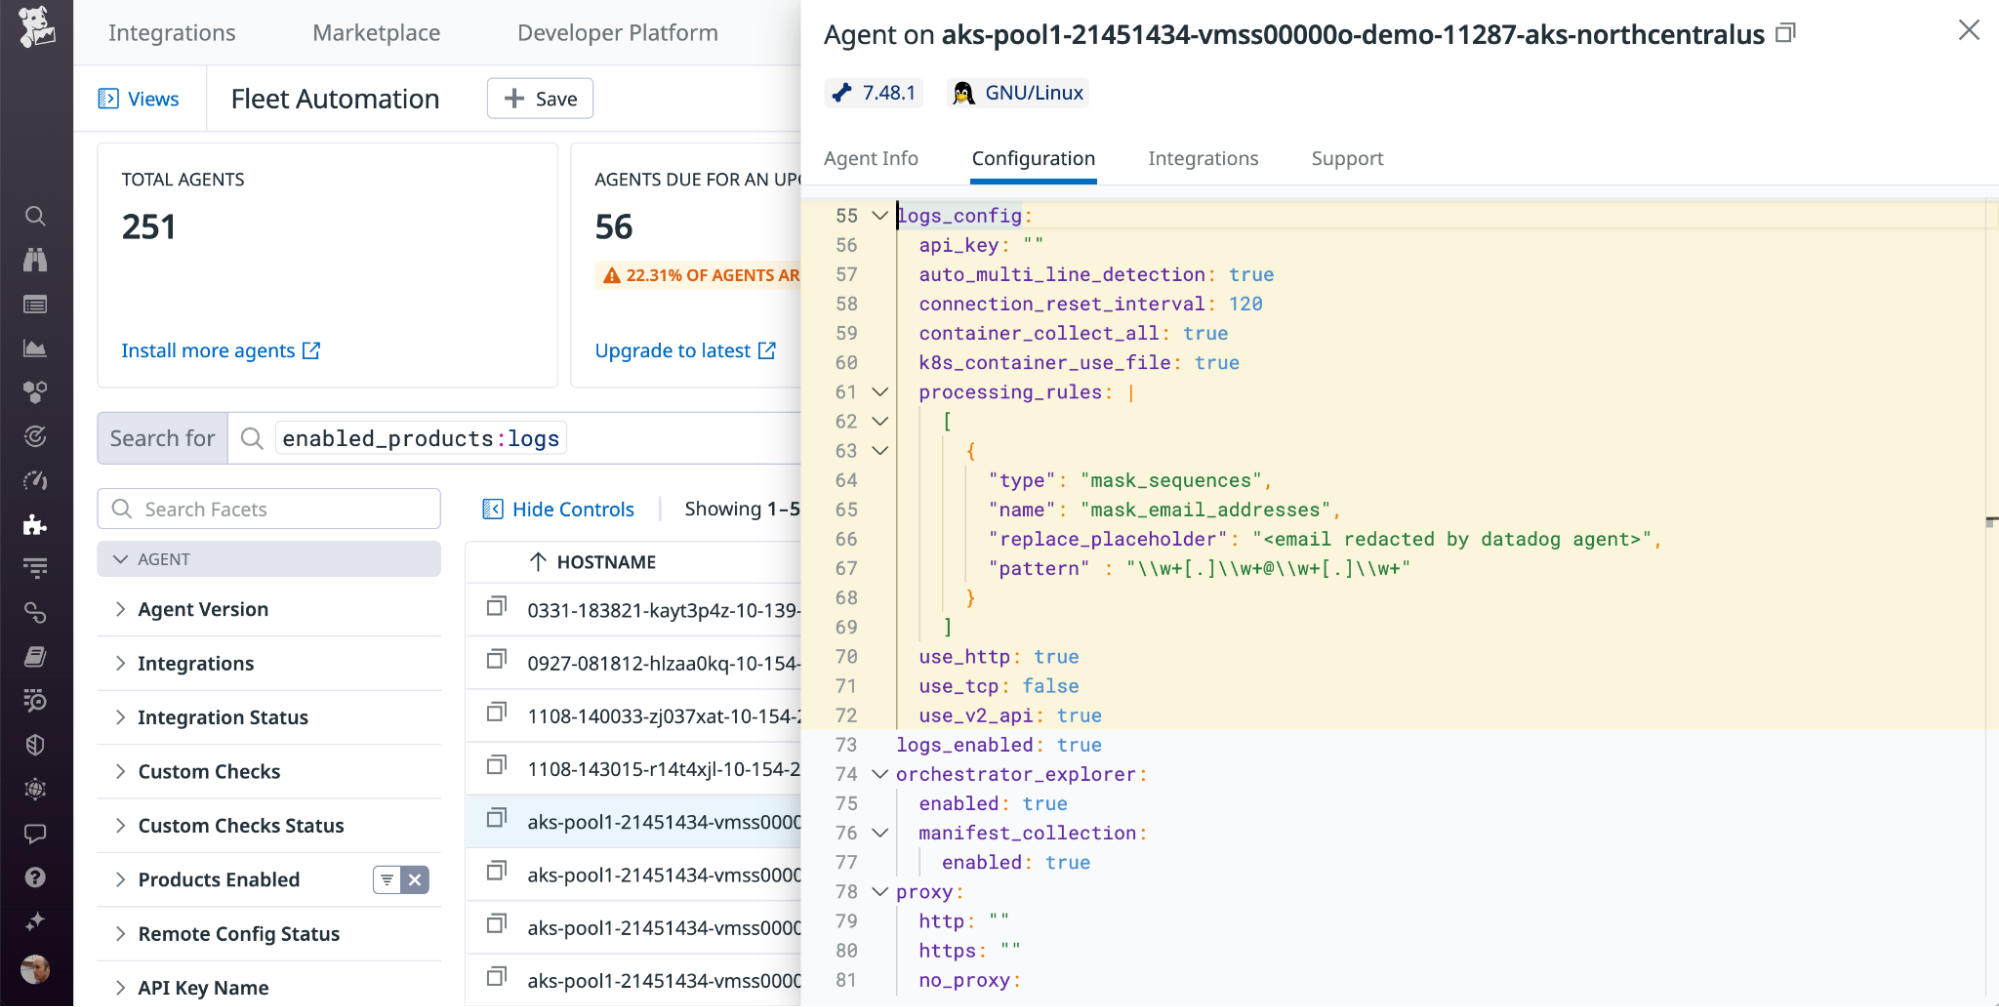 Integrations
Marketplace
Developer Platform
Views
Fleet Automation
Save
TOTAL AGENTS
251
Install more agents
AGENTS DUE FOR AN UP
56
22.31% OF AGENTS AR
Upgrade to latest
Search for
enabled_products:logs
Search Facets
AGENT
Agent Version
Integrations
Integration Status
Custom Checks
Custom Checks Status
Products Enabled
Remote Config Status
API Key Name
Hide Controls
Showing 1–5
HOSTNAME
0331-183821-kayt3p4z-10-139-
0927-081812-hlzaa0kq-10-154-
1108-140033-zj037xat-10-154-2
1108-143015-r14t4xjl-10-154-2
aks-pool1-21451434-vmss0000
aks-pool1-21451434-vmss0000
aks-pool1-21451434-vmss0000
aks-pool1-21451434-vmss0000
Agent on aks-pool1-21451434-vmss00000o-demo-11287-aks-northcentralus
7.48.1
GNU/Linux
Agent Info
Configuration
Integrations
Support
55 logs_config:
56 api_key: ""
57 auto_multi_line_detection: true
58 connection_reset_interval: 120
59 container_collect_all: true
60 k8s_container_use_file: true
61 processing_rules: |
62 [
63 {
64 "type": "mask_sequences",
65 "name": "mask_email_addresses",
66 "replace_placeholder": "<email redacted by datadog agent>",
67 "pattern" : "\\w+[.]\\w+@\\w+[.]\\w+"
68 }
69 ]
70 use_http: true
71 use_tcp: false
72 use_v2_api: true
73 logs_enabled: true
74 orchestrator_explorer:
75 enabled: true
76 manifest_collection:
77 enabled: true
78 proxy:
79 http: ""
80 https: ""
81 no_proxy: